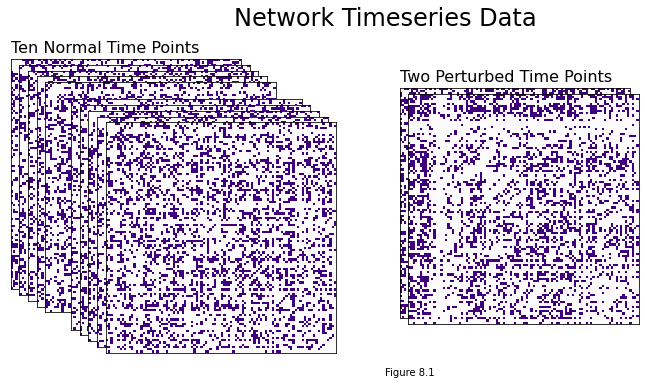 Network Timeseries Data
Ten Normal Time Points
Two Perturbed Time Points
Figure 8.1